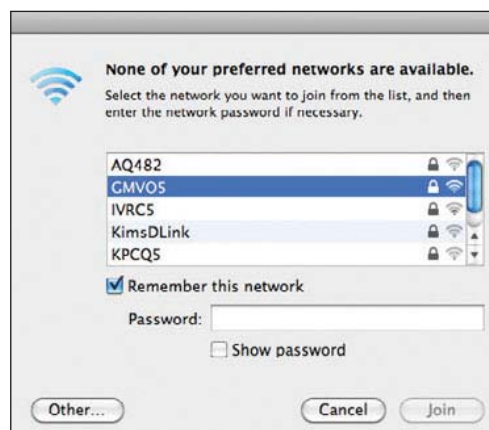 None of your preferred networks are available.
Select the network you want to join from the list, and then
enter the network password if necessary.
AQ482
GMVO5
IVRC5
KimsDLink
KPCQ5
Remember this network
Password:
Show password
Other...
Cancel
Join